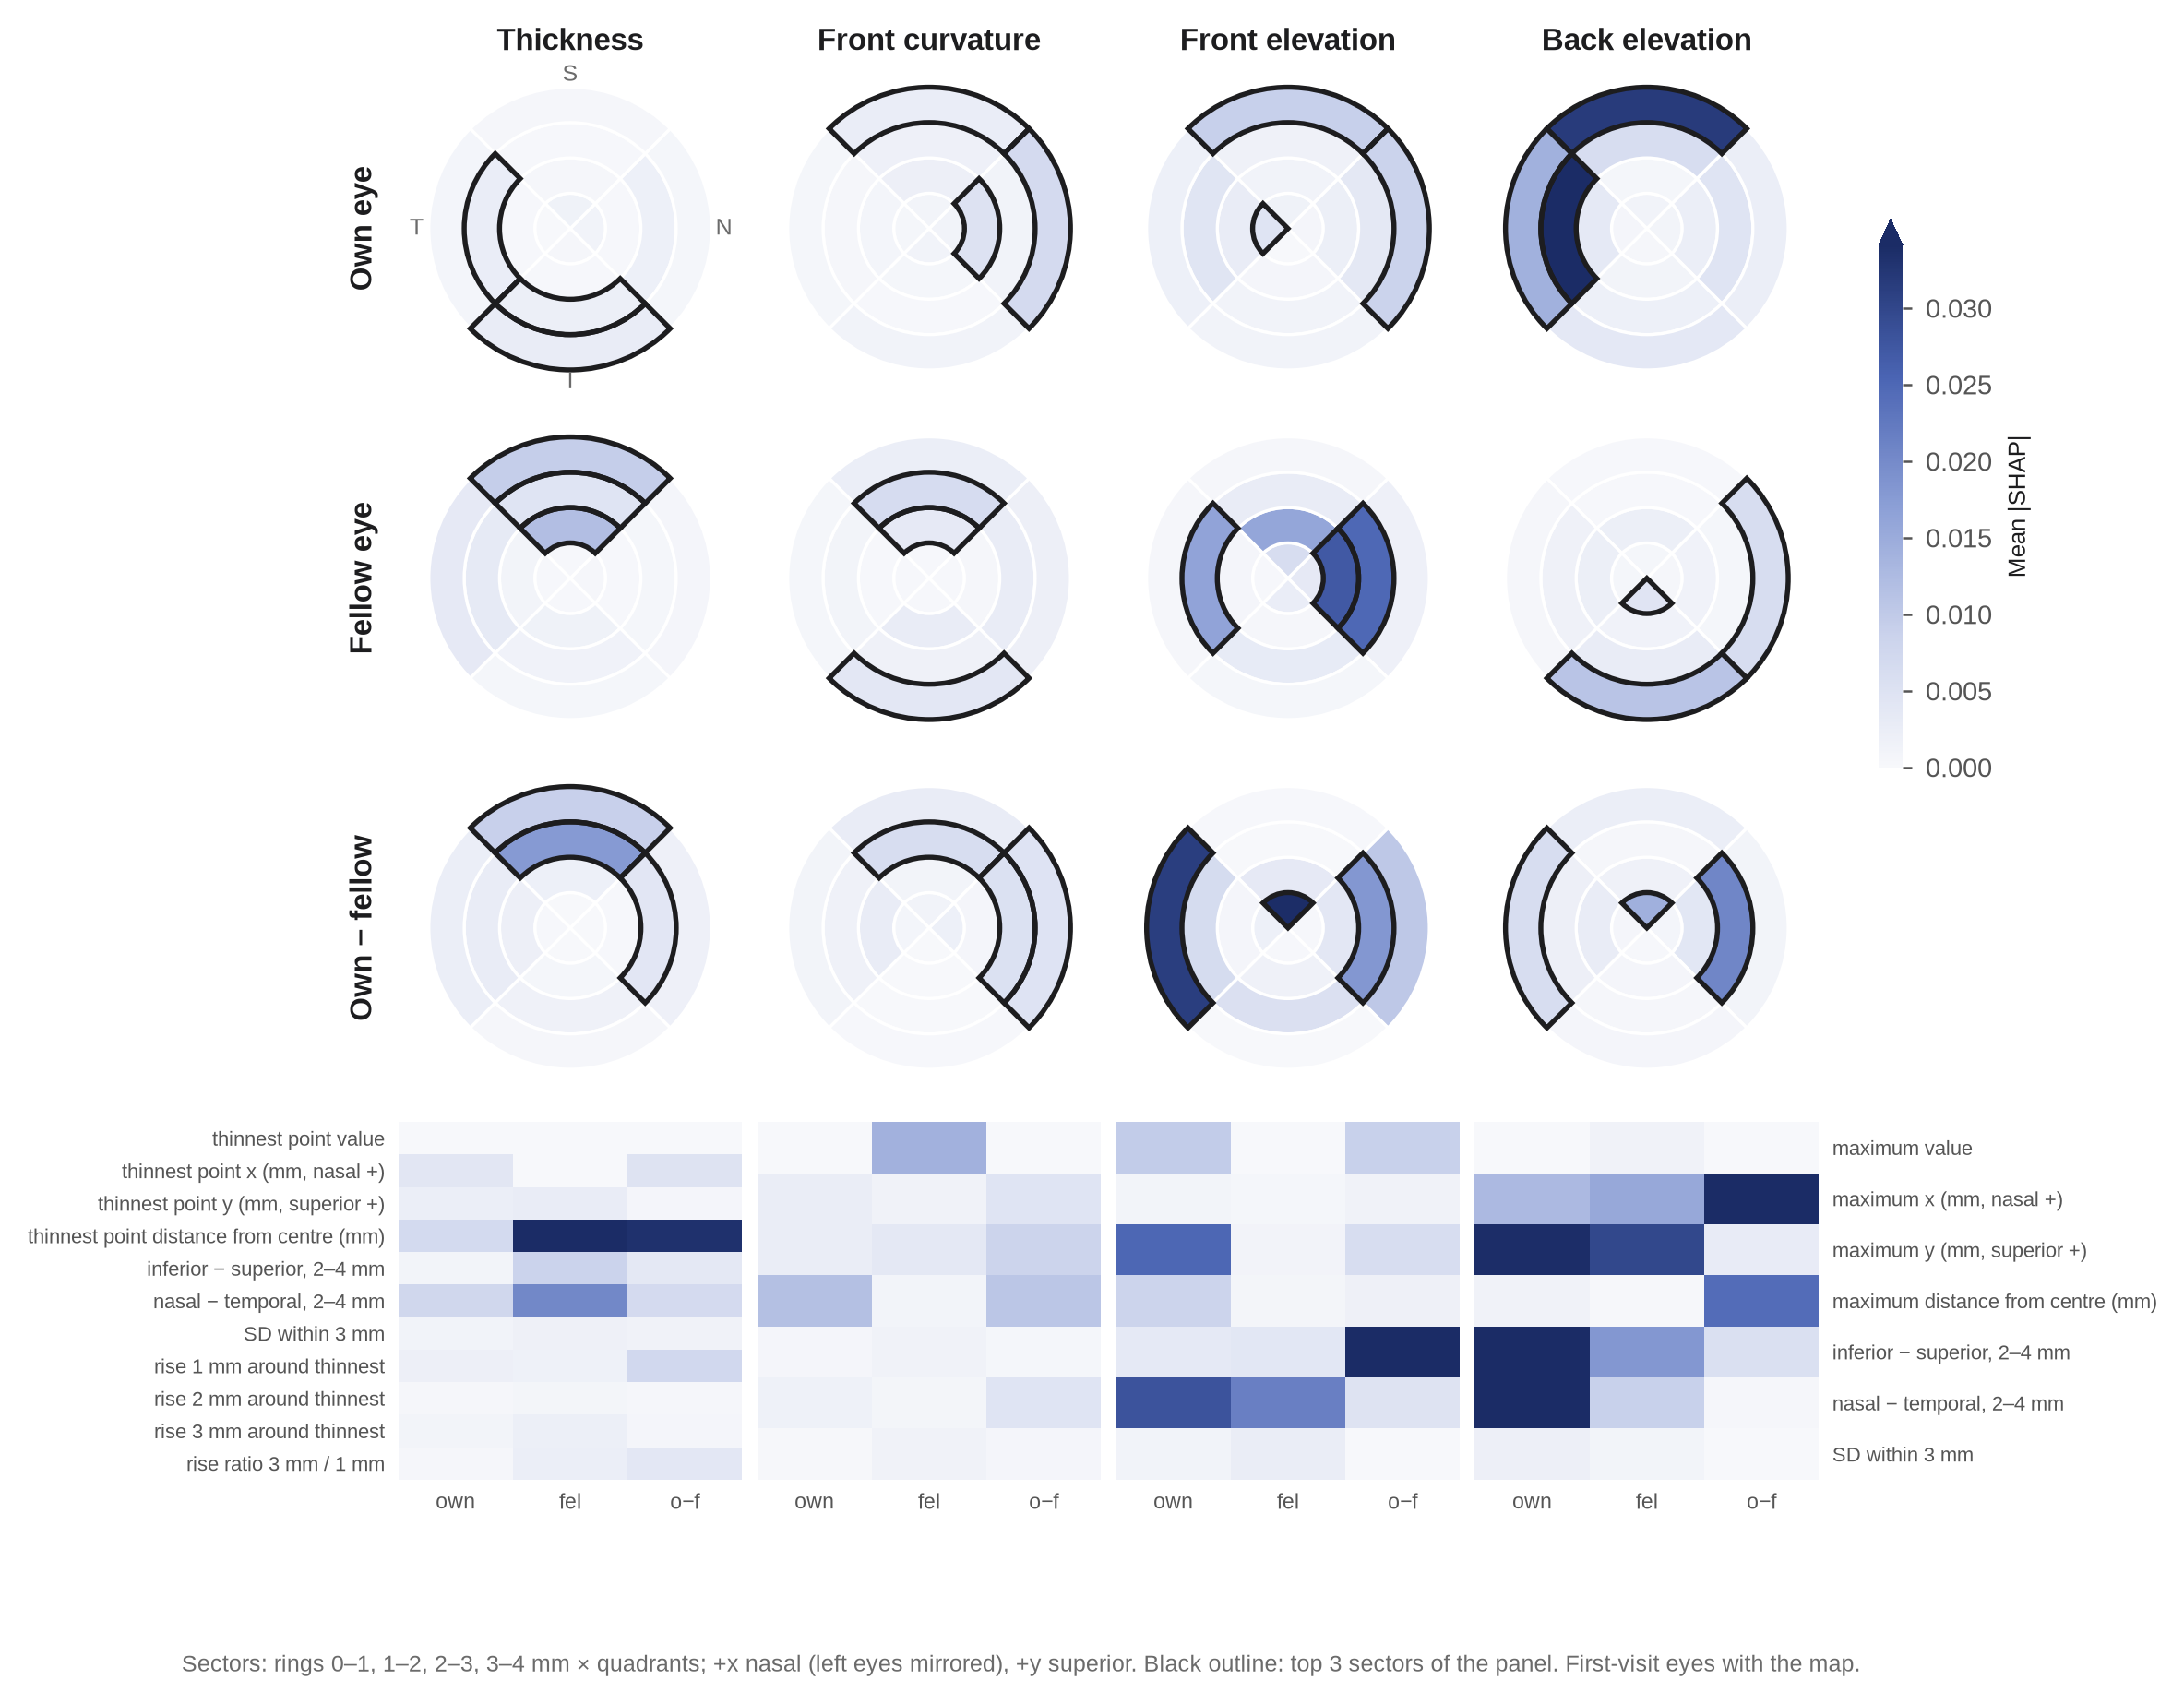 Thickness
Front curvature
Front elevation
Back elevation
S
T
N
I
Own eye
Fellow eye
Own − fellow
0.030
0.025
0.020
0.015
0.010
0.005
0.000
Mean |SHAP|
thinnest point value
thinnest point x (mm, nasal +)
thinnest point y (mm, superior +)
thinnest point distance from centre (mm)
inferior − superior, 2–4 mm
nasal − temporal, 2–4 mm
SD within 3 mm
rise 1 mm around thinnest
rise 2 mm around thinnest
rise 3 mm around thinnest
rise ratio 3 mm / 1 mm
maximum value
maximum x (mm, nasal +)
maximum y (mm, superior +)
maximum distance from centre (mm)
inferior − superior, 2–4 mm
nasal − temporal, 2–4 mm
SD within 3 mm
own fel o−f
own fel o−f
own fel o−f
own fel o−f
Sectors: rings 0–1, 1–2, 2–3, 3–4 mm × quadrants; +x nasal (left eyes mirrored), +y superior. Black outline: top 3 sectors of the panel. First-visit eyes with the map.